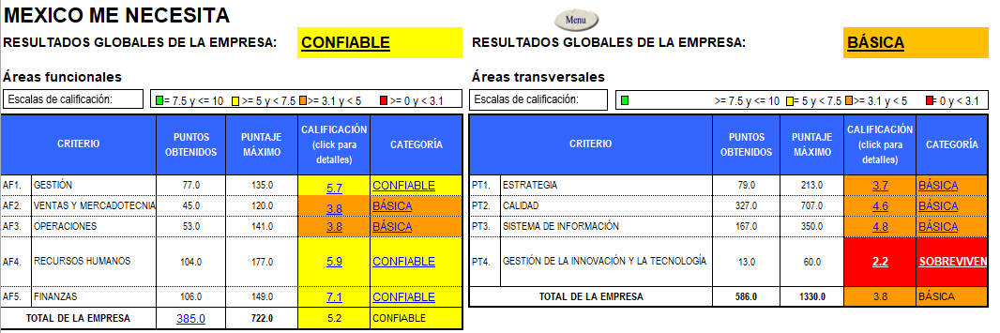 MEXICO ME NECESITA
Menu
RESULTADOS GLOBALES DE LA EMPRESA: CONFIABLE
RESULTADOS GLOBALES DE LA EMPRESA: BÁSICA
Áreas funcionales
Escalas de calificación: = 7.5 y <= 10 >= 5 y < 7.5 >= 3.1 y < 5 >= 0 y < 3.1
CRITERIO PUNTOS OBTENIDOS PUNTAJE MÁXIMO CALIFICACIÓN (click para detalles) CATEGORÍA
AF1. GESTIÓN 77.0 135.0 5.7 CONFIABLE
AF2. VENTAS Y MERCADOTECNIA 45.0 120.0 3.8 BÁSICA
AF3. OPERACIONES 53.0 141.0 3.8 BÁSICA
AF4. RECURSOS HUMANOS 104.0 177.0 5.9 CONFIABLE
AF5. FINANZAS 106.0 149.0 7.1 CONFIABLE
TOTAL DE LA EMPRESA 385.0 722.0 5.2 CONFIABLE
Áreas transversales
Escalas de calificación: >= 7.5 y <= 10 = 5 y < 7.5 >= 3.1 y < 5 = 0 y < 3.1
CRITERIO PUNTOS OBTENIDOS PUNTAJE MÁXIMO CALIFICACIÓN (click para detalles) CATEGORÍA
PT1. ESTRATEGIA 79.0 213.0 3.7 BÁSICA
PT2. CALIDAD 327.0 707.0 4.6 BÁSICA
PT3. SISTEMA DE INFORMACIÓN 167.0 350.0 4.8 BÁSICA
PT4. GESTIÓN DE LA INNOVACIÓN Y LA TECNOLOGÍA 13.0 60.0 2.2 SOBREVIVEN
TOTAL DE LA EMPRESA 586.0 1330.0 3.8 BÁSICA